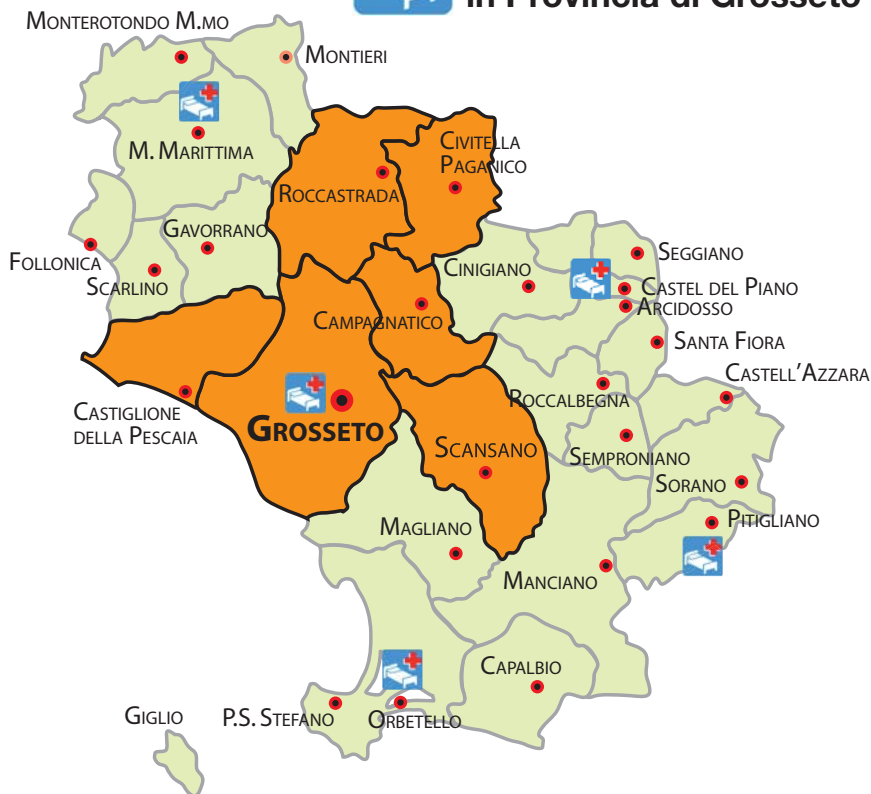 in Provincia di Grosseto
MONTEROTONDO M.MO
MONTIERI
M. MARITTIMA
CIVITELLA
PAGANICO
ROCCASTRADA
GAVORRANO
FOLLONICA
SCARLINO
CINIGIANO
SEGGIANO
CASTEL DEL PIANO
ARCIDOSSO
CAMPAGNATICO
SANTA FIORA
CASTELL'AZZARA
ROCCALBEGNA
CASTIGLIONE
DELLA PESCAIA
GROSSETO
SCANSANO
SEMPRONIANO
SORANO
PITIGLIANO
MAGLIANO
MANCIANO
CAPALBIO
GIGLIO
P.S. STEFANO
ORBETELLO